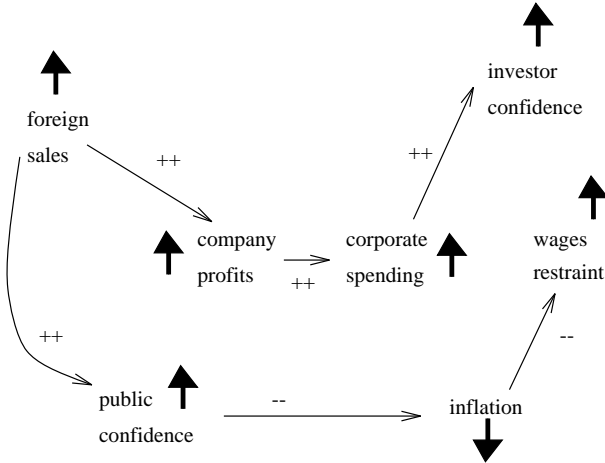 investor
confidence
foreign
sales
++
++
wages
restraint
company
profits
corporate
spending
++
++
--
public
confidence
--
inflation